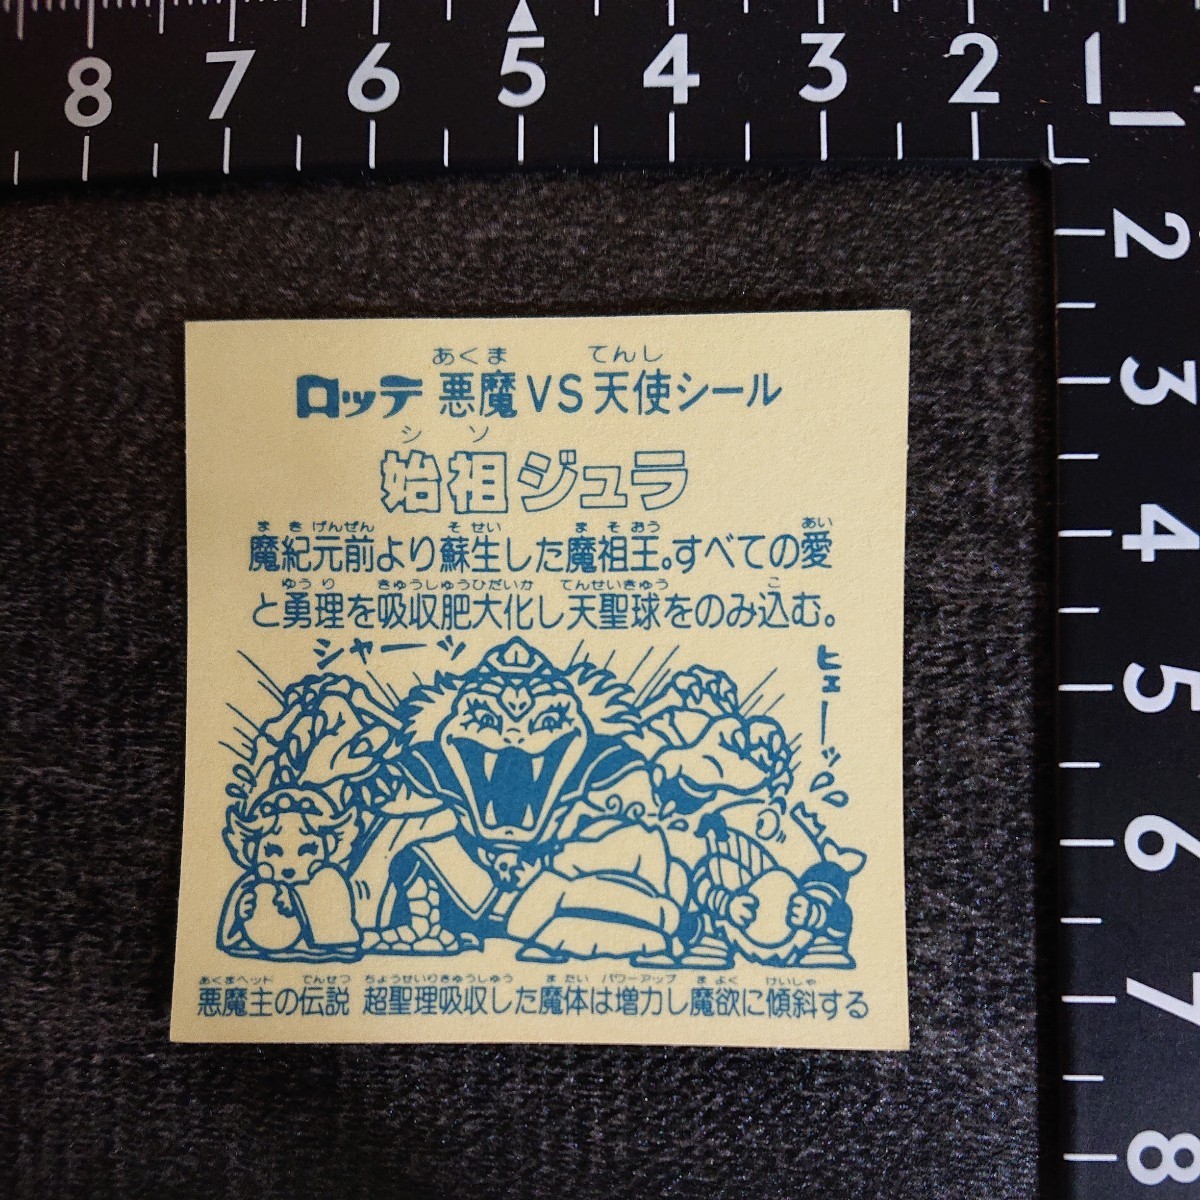 8 7 6 5 4 3 2 1
1
2
3
4
5
6
7
8
あくま てんし
ロッテ 悪魔VS天使シール
シ ソ
始祖ジュラ
ま き げんぜん そ せい ま そ おう あい
魔紀元前より蘇生した魔祖王。すべての愛
ゆう り きゅうしゅうひだいか てんせいきゅう こ
と勇理を吸収肥大化し天聖球をのみ込む。
シャーッ
ヒェーッ
あくまヘッド でんせつ ちょうせいりきゅうしゅう ま たい パワーアップ ま よく けいしゃ
悪魔主の伝説 超聖理吸収した魔体は増力し魔欲に傾斜する